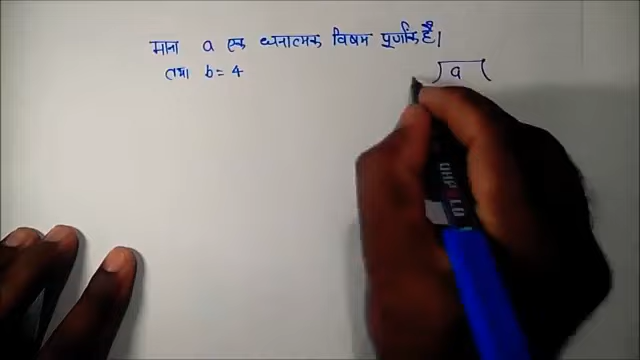 माना a एक धनात्मक विषम पूर्णांक है।
तथा b = 4
a